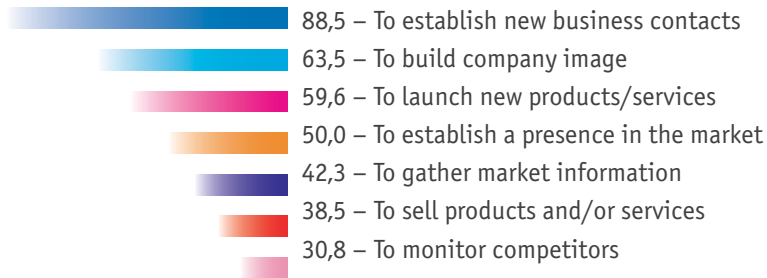 88,5 – To establish new business contacts
63,5 – To build company image
59,6 – To launch new products/services
50,0 – To establish a presence in the market
42,3 – To gather market information
38,5 – To sell products and/or services
30,8 – To monitor competitors